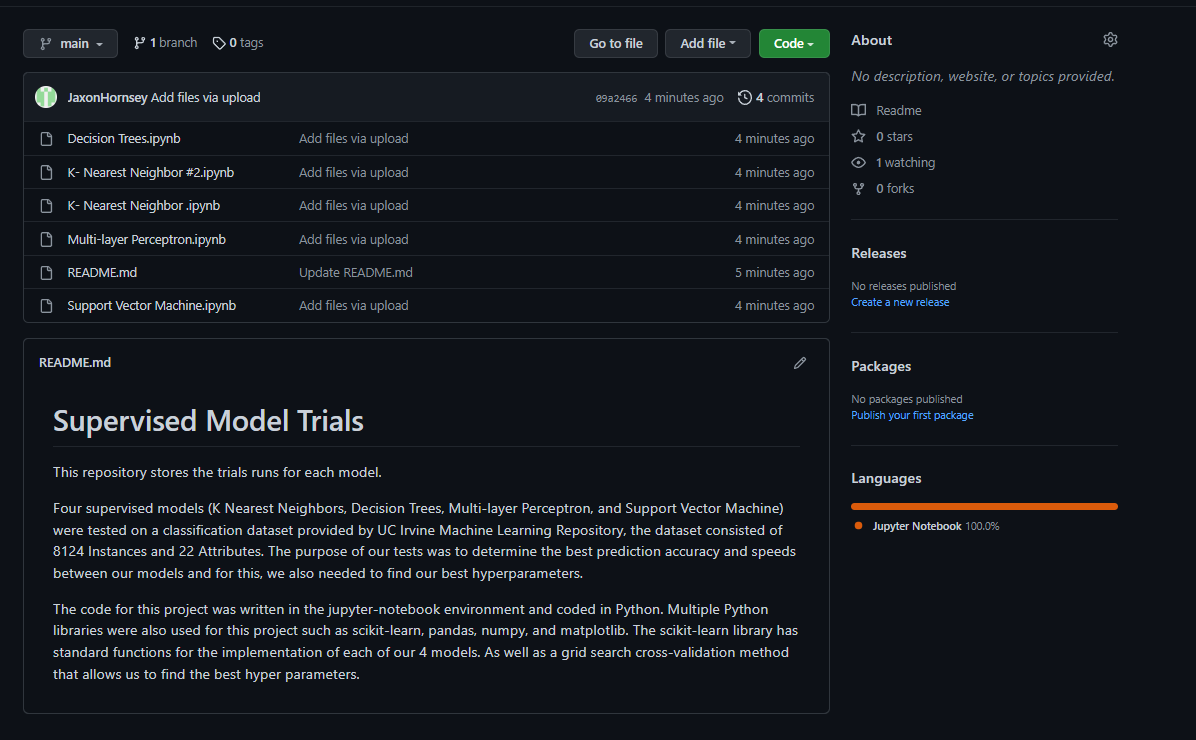 main 1 branch 0 tags Go to file Add file Code
JaxonHornsey Add files via upload 09a2466 4 minutes ago 4 commits
Decision Trees.ipynb Add files via upload 4 minutes ago
K- Nearest Neighbor #2.ipynb Add files via upload 4 minutes ago
K- Nearest Neighbor .ipynb Add files via upload 4 minutes ago
Multi-layer Perceptron.ipynb Add files via upload 4 minutes ago
README.md Update README.md 5 minutes ago
Support Vector Machine.ipynb Add files via upload 4 minutes ago
README.md
Supervised Model Trials
This repository stores the trials runs for each model.
Four supervised models (K Nearest Neighbors, Decision Trees, Multi-layer Perceptron, and Support Vector Machine)
were tested on a classification dataset provided by UC Irvine Machine Learning Repository, the dataset consisted of
8124 Instances and 22 Attributes. The purpose of our tests was to determine the best prediction accuracy and speeds
between our models and for this, we also needed to find our best hyperparameters.
The code for this project was written in the jupyter-notebook environment and coded in Python. Multiple Python
libraries were also used for this project such as scikit-learn, pandas, numpy, and matplotlib. The scikit-learn library has
standard functions for the implementation of each of our 4 models. As well as a grid search cross-validation method
that allows us to find the best hyper parameters.
About
No description, website, or topics provided.
Readme
0 stars
1 watching
0 forks
Releases
No releases published
Create a new release
Packages
No packages published
Publish your first package
Languages
Jupyter Notebook 100.0%